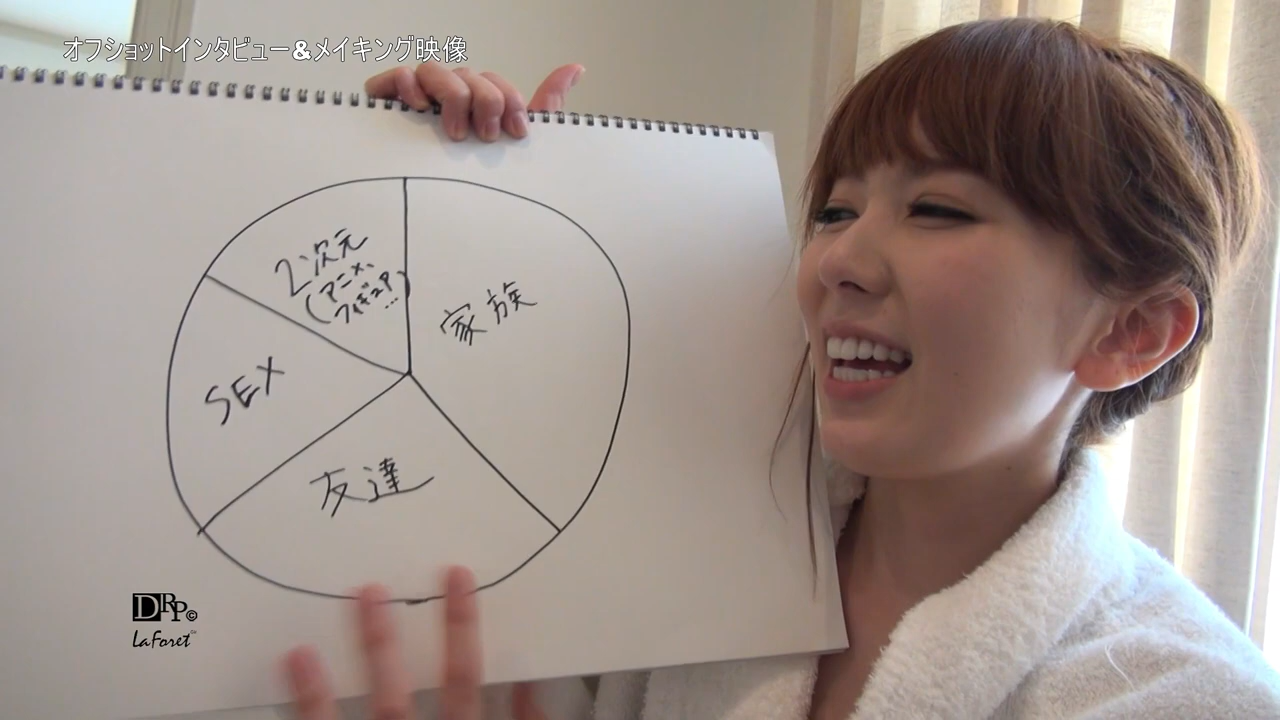 オフショットインタビュー&メイキング映像
2次元
(アニメ、
フィギュア...)
家族
SEX
友達
DRP©
LaForet